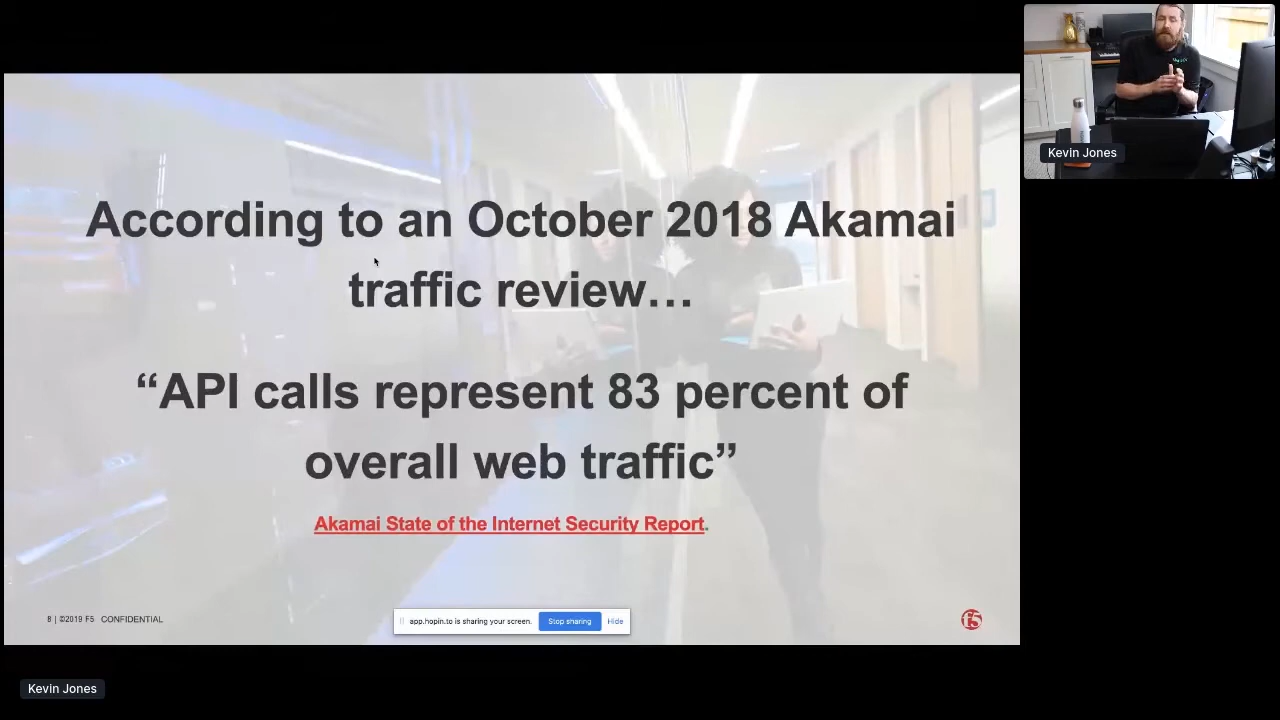 Kevin Jones
According to an October 2018 Akamai
traffic review…
“API calls represent 83 percent of
overall web traffic”
Akamai State of the Internet Security Report.
8 | ©2019 F5 CONFIDENTIAL
app.hopin.to is sharing your screen. Stop sharing Hide
f5
Kevin Jones